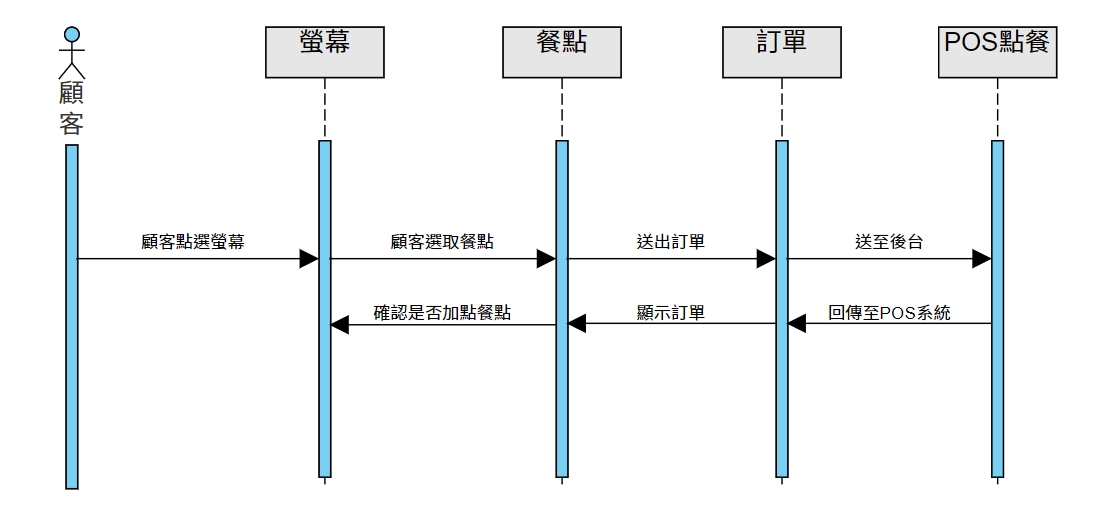 顧
客
螢幕
餐點
訂單
POS點餐
顧客點選螢幕
顧客選取餐點
送出訂單
送至後台
確認是否加點餐點
顯示訂單
回傳至POS系統